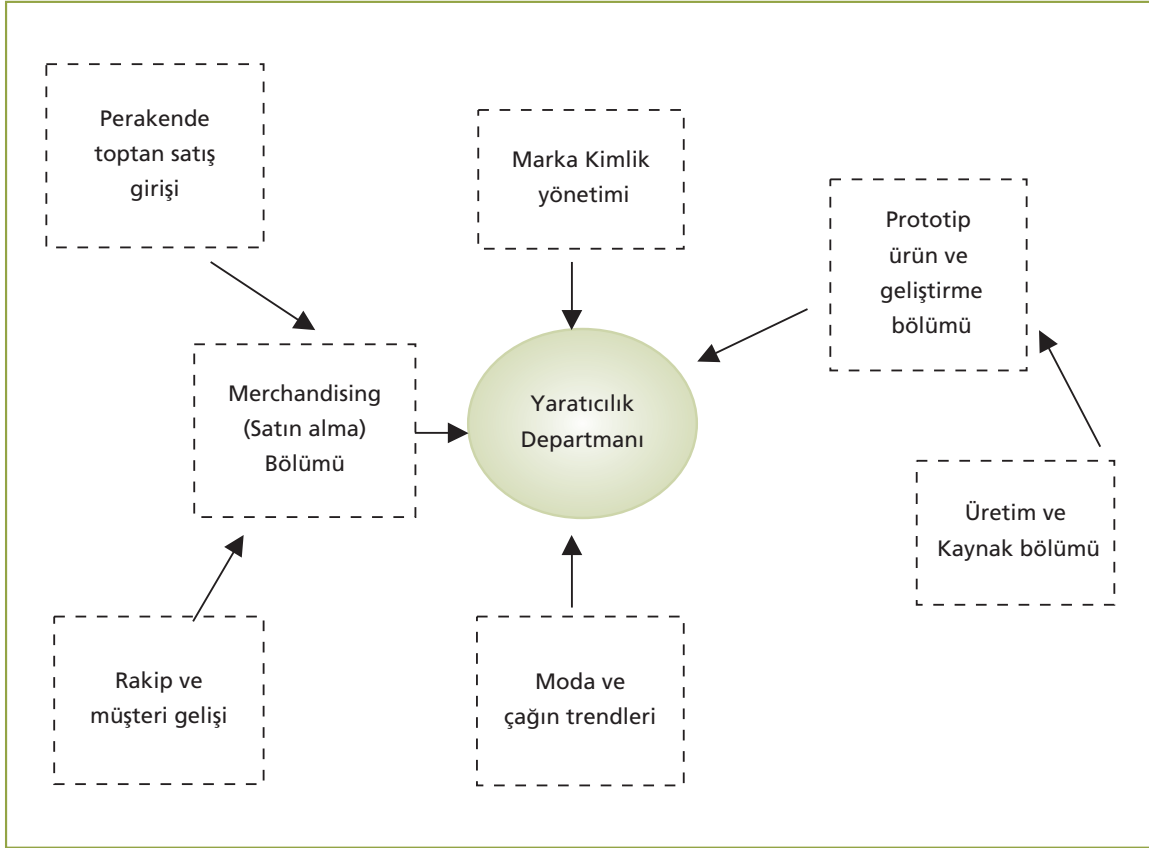 Perakende
toptan satış
girişi
Marka Kimlik
yönetimi
Prototip
ürün ve
geliştirme
bölümü
Merchandising
(Satın alma)
Bölümü
Yaratıcılık
Departmanı
Üretim ve
Kaynak bölümü
Rakip ve
müşteri gelişi
Moda ve
çağın trendleri